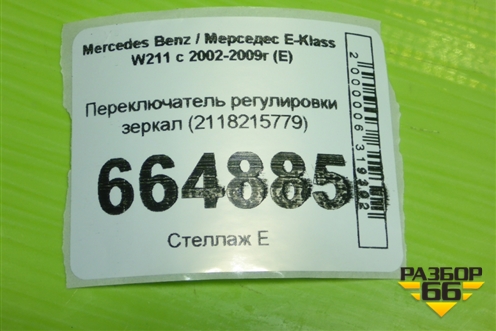 Mercedes Benz / Мерседес E-Klass
W211 с 2002-2009г (E)
Переключатель регулировки
зеркал (2118215779)
664885
Стеллаж Е
РАЗБОР
66